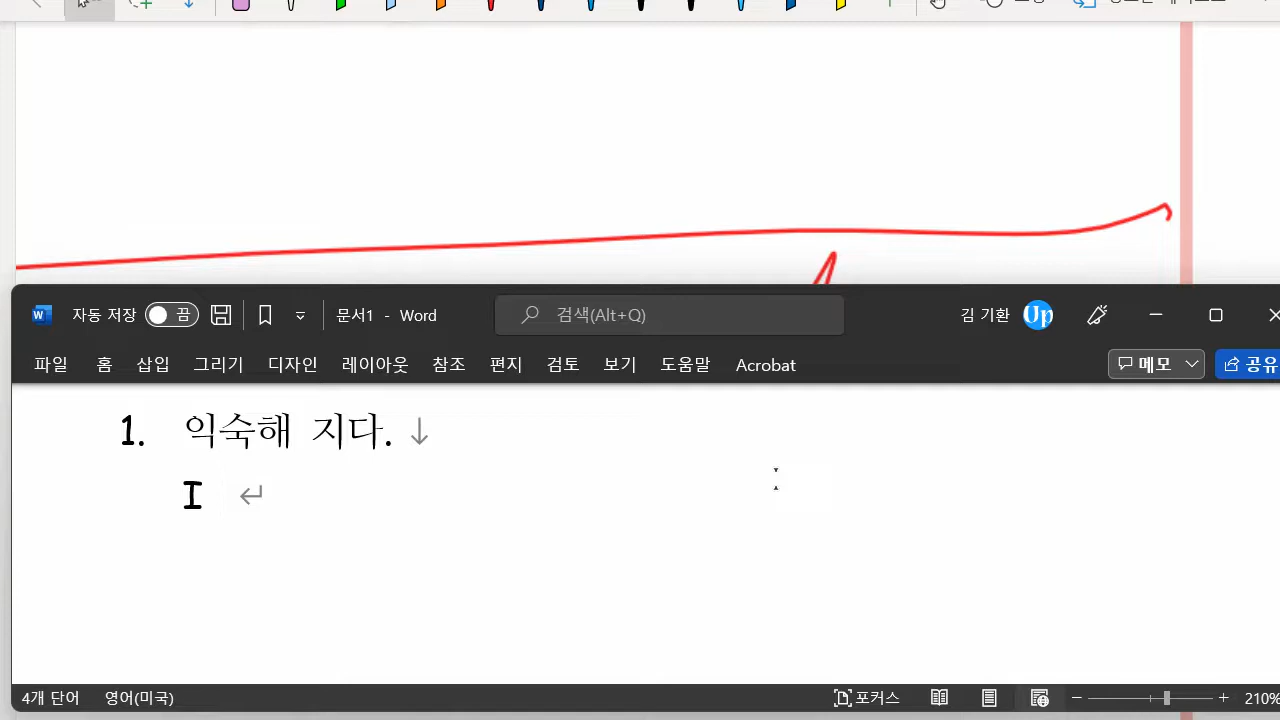 자동 저장 끔 문서1 - Word 검색(Alt+Q) 김 기환 Up
파일 홈 삽입 그리기 디자인 레이아웃 참조 편지 검토 보기 도움말 Acrobat 메모 공유
1. 익숙해 지다. ↓
I ↵
4개 단어 영어(미국) 포커스 210%